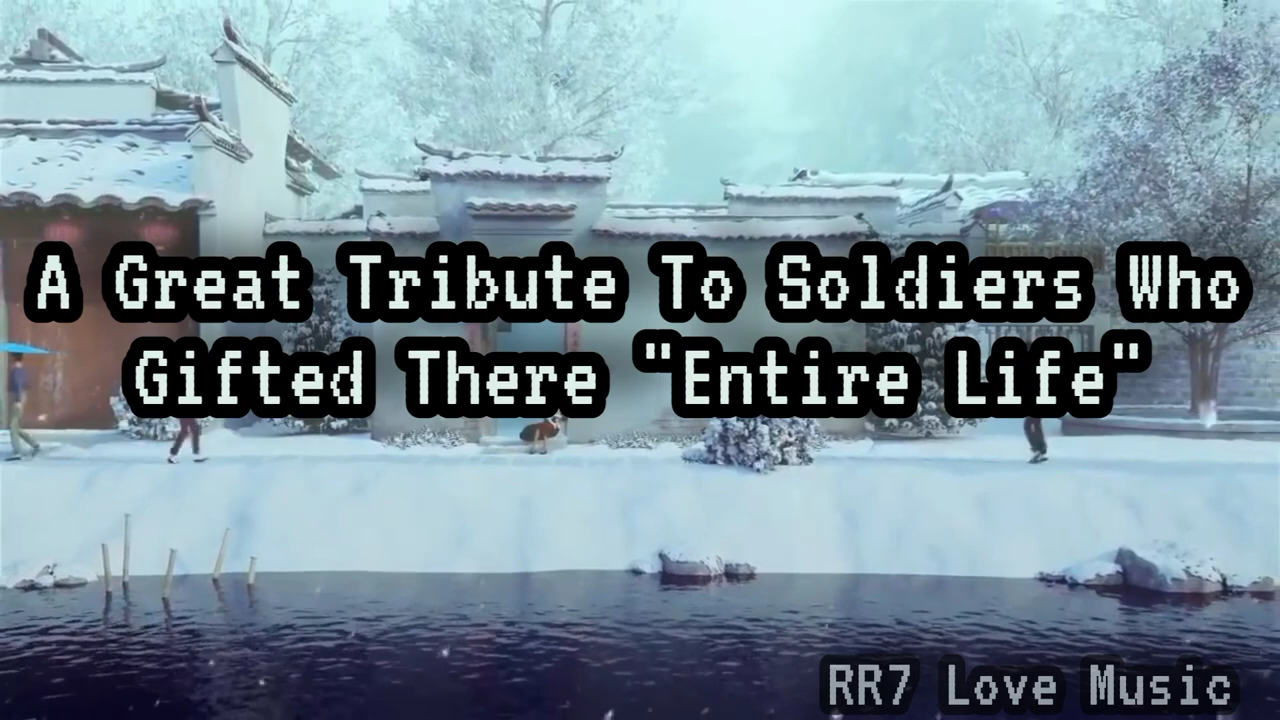 A Great Tribute To Soldiers Who
Gifted There "Entire Life"
RR7 Love Music